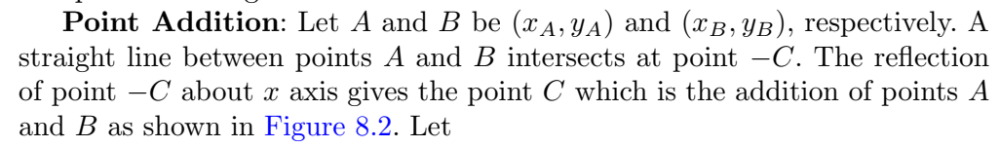 Point Addition: Let A and B be (x_A, y_A) and (x_B, y_B), respectively. A
straight line between points A and B intersects at point −C. The reflection
of point −C about x axis gives the point C which is the addition of points A
and B as shown in Figure 8.2. Let